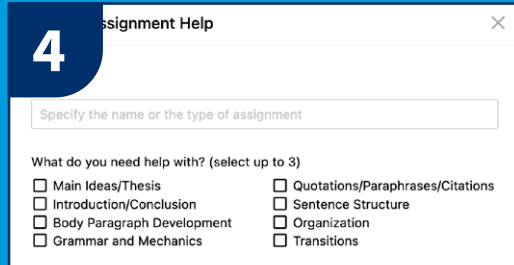 4
ssignment Help
Specify the name or the type of assignment
What do you need help with? (select up to 3)
Main Ideas/Thesis
Introduction/Conclusion
Body Paragraph Development
Grammar and Mechanics
Quotations/Paraphrases/Citations
Sentence Structure
Organization
Transitions